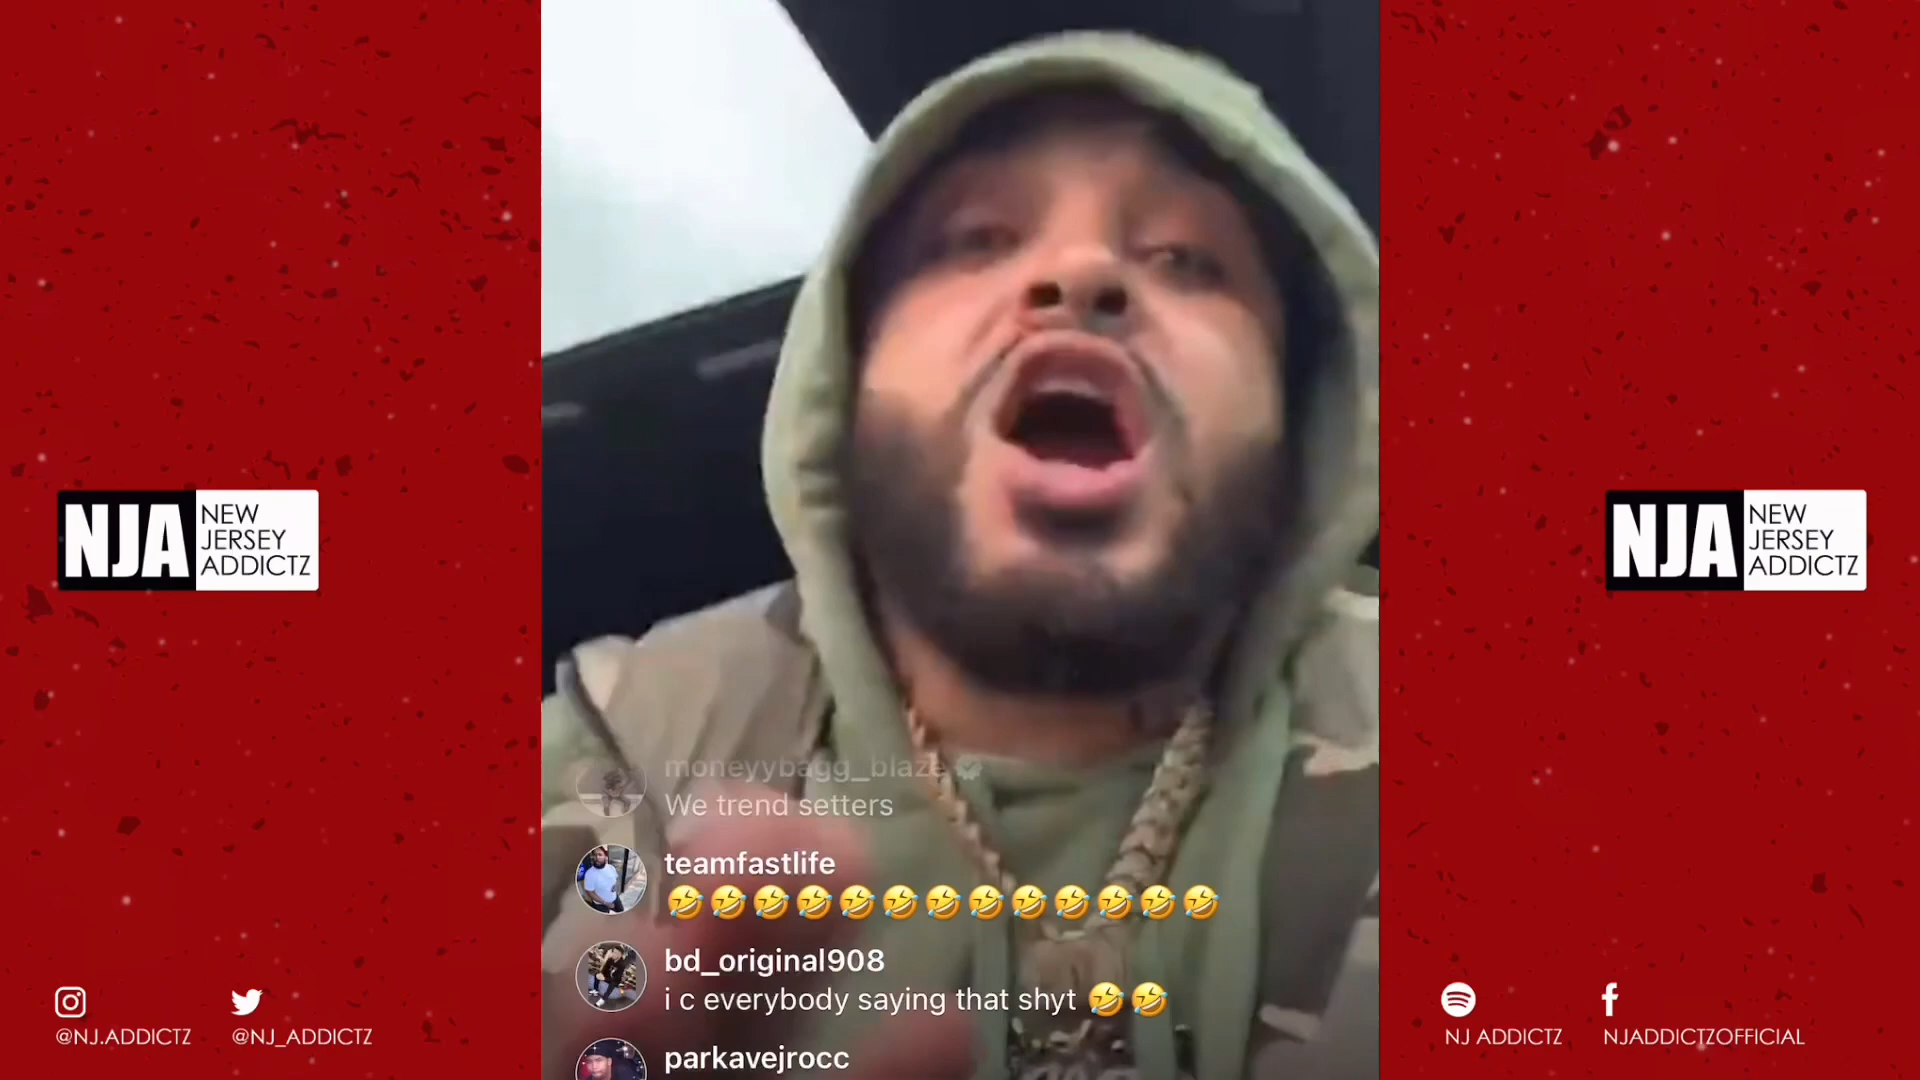 NJA
NEW
JERSEY
ADDICTZ
NJA
NEW
JERSEY
ADDICTZ
moneyybagg_blaze
We trend setters
teamfastlife
🤣🤣🤣🤣🤣🤣🤣🤣🤣🤣🤣🤣🤣
bd_original908
i c everybody saying that shyt 🤣🤣
parkavejrocc
@NJ.ADDICTZ
@NJ_ADDICTZ
NJ ADDICTZ
NJADDICTZOFFICIAL